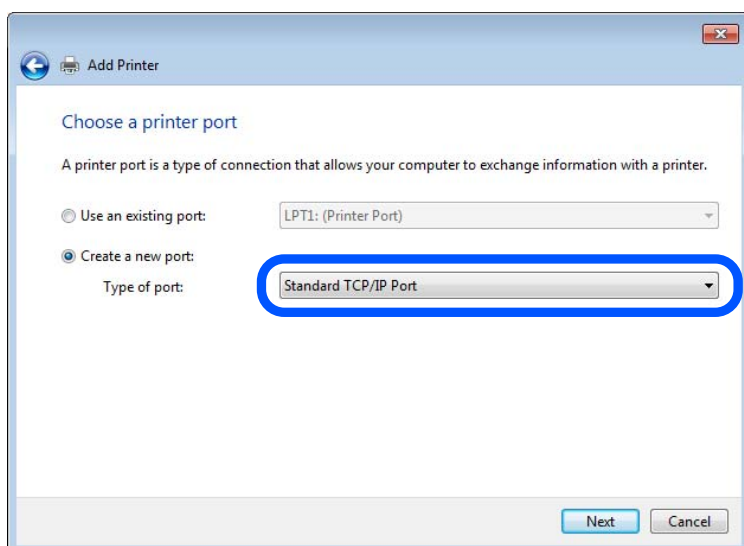 Add Printer
Choose a printer port
A printer port is a type of connection that allows your computer to exchange information with a printer.
Use an existing port: LPT1: (Printer Port)
Create a new port:
Type of port: Standard TCP/IP Port
Next Cancel